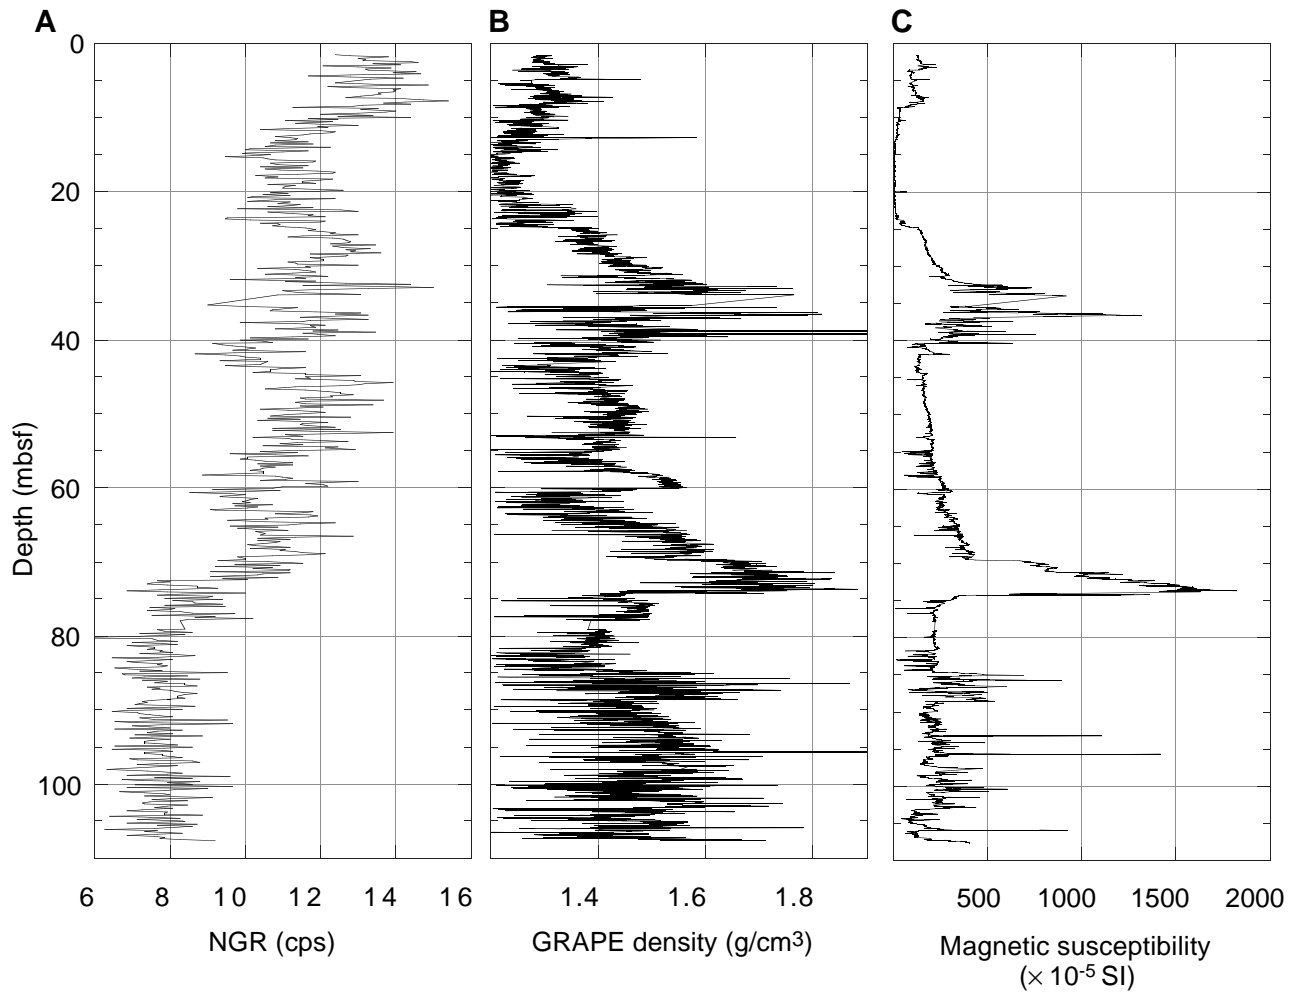 A B C
0
20
40
60
80
100
Depth (mbsf)
6 8 10 12 14 16
1.4 1.6 1.8
500 1000 1500 2000
NGR (cps)
GRAPE density (g/cm³)
Magnetic susceptibility
(× 10⁻⁵ SI)